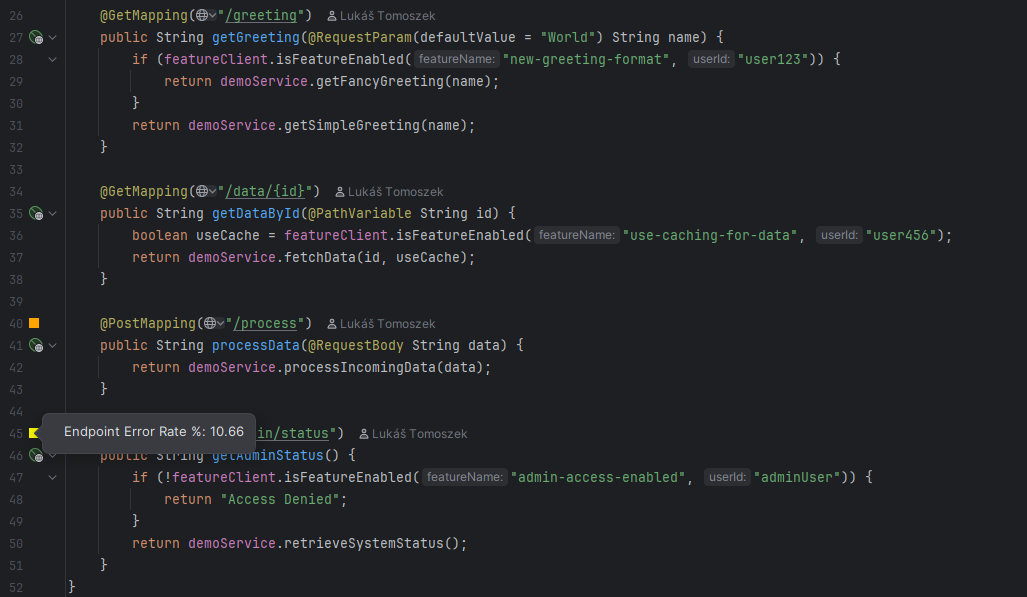 26 @GetMapping("/greeting") Lukáš Tomoszek
27 public String getGreeting(@RequestParam(defaultValue = "World") String name) {
28 if (featureClient.isFeatureEnabled( featureName: "new-greeting-format", userId: "user123")) {
29 return demoService.getFancyGreeting(name);
30 }
31 return demoService.getSimpleGreeting(name);
32 }
33
34 @GetMapping("/data/{id}") Lukáš Tomoszek
35 public String getDataById(@PathVariable String id) {
36 boolean useCache = featureClient.isFeatureEnabled( featureName: "use-caching-for-data", userId: "user456");
37 return demoService.fetchData(id, useCache);
38 }
39
40 @PostMapping("/process") Lukáš Tomoszek
41 public String processData(@RequestBody String data) {
42 return demoService.processIncomingData(data);
43 }
44
45 Endpoint Error Rate %: 10.66 in/status") Lukáš Tomoszek
46 public String getAdminStatus() {
47 if (!featureClient.isFeatureEnabled( featureName: "admin-access-enabled", userId: "adminUser")) {
48 return "Access Denied";
49 }
50 return demoService.retrieveSystemStatus();
51 }
52 }